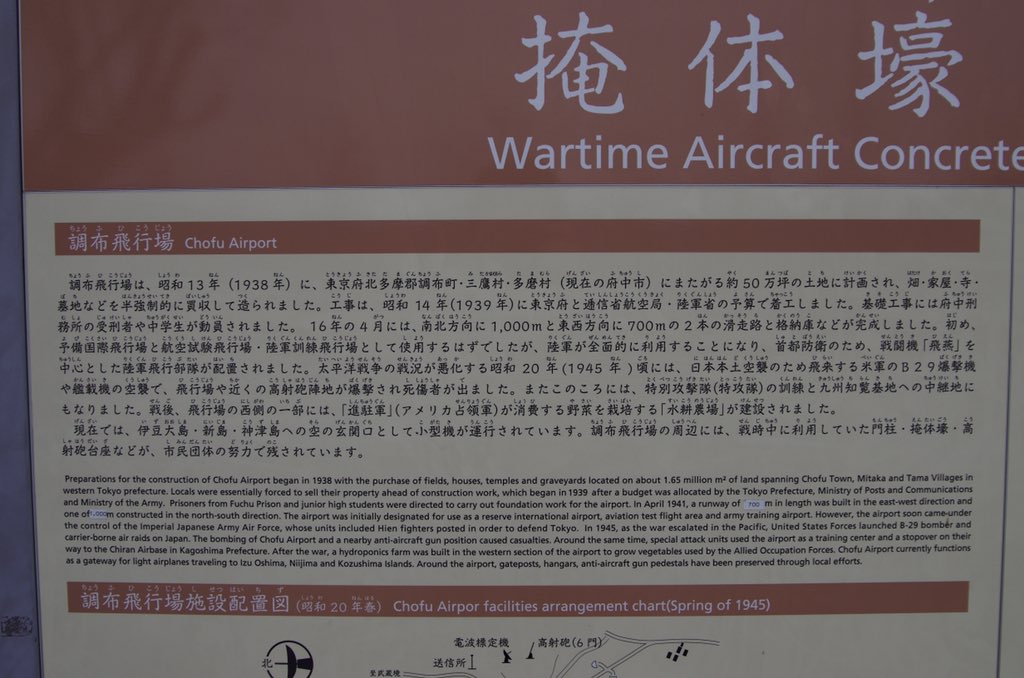 掩体壕
Wartime Aircraft Concrete
調布飛行場 Chofu Airport
調布飛行場は、昭和13年(1938年)に、東京府北多摩郡調布町・三鷹村・多摩村(現在の府中市)にまたがる約50万坪の土地に計画され、畑・家屋・寺・
墓地などを半強制的に買収して造られました。工事は、昭和14年(1939年)に東京府と逓信省航空局・陸軍省の予算で着工しました。基礎工事には府中刑
務所の受刑者や中学生が動員されました。16年の4月には、南北方向に1,000mと東西方向に700mの2本の滑走路と格納庫などが完成しました。初め、
予備国際飛行場と航空試験飛行場・陸軍訓練飛行場として使用するはずでしたが、陸軍が全面的に利用することになり、首都防衛のため、戦闘機「飛燕」を
中心とした陸軍飛行部隊が配置されました。太平洋戦争の戦況が悪化する昭和20年(1945年)頃には、日本本土空襲のため飛来する米軍のB29爆撃機
や艦載機の空襲で、飛行場や近くの高射砲陣地が爆撃され死傷者が出ました。またこのころには、特別攻撃(特攻隊)の訓練と九州知覧基地への中継地に
もなりました。戦後、飛行場の西側の一部には、「進駐軍」(アメリカ占領軍)が消費する野菜を栽培する「水耕農場」が建設されました。
現在では、伊豆大島・新島・神津島への空の玄関口として小型機が運行されています。調布飛行場の周辺には、戦時中に利用していた門柱・掩体壕・高
射砲台座などが、市民団体の努力で残されています。
Preparations for the construction of Chofu Airport began in 1938 with the purchase of fields, houses, temples and graveyards located on about 1.65 million m² of land spanning Chofu Town, Mitaka and Tama Villages in
western Tokyo prefecture. Locals were essentially forced to sell their property ahead of construction work, which began in 1939 after a budget was allocated by the Tokyo Prefecture, Ministry of Posts and Communications
and Ministry of the Army. Prisoners from Fuchu Prison and junior high students were directed to carry out foundation work for the airport. In April 1941, a runway of 700 m in length was built in the east-west direction and
one of 1,000m constructed in the north-south direction. The airport was initially designated for use as a reserve international airport, aviation test flight area and army training airport. However, the airport soon came under
the control of the Imperial Japanese Army Air Force, whose units included Hien fighters posted in order to defend Tokyo. In 1945, as the war escalated in the Pacific, United States Forces launched B-29 bomber and
carrier-borne air raids on Japan. The bombing of Chofu Airport and a nearby anti-aircraft gun position caused casualties. Around the same time, special attack units used the airport as a training center and a stopover on their
way to the Chiran Airbase in Kagoshima Prefecture. After the war, a hydroponics farm was built in the western section of the airport to grow vegetables used by the Allied Occupation Forces. Chofu Airport currently functions
as a gateway for light airplanes traveling to Izu Oshima, Niijima and Kozushima Islands. Around the airport, gateposts, hangars, anti-aircraft gun pedestals have been preserved through local efforts.
調布飛行場施設配置図(昭和20年春) Chofu Airpor facilities arrangement chart(Spring of 1945)
電波標定機 高射砲(6門)
北 送信所
至武蔵境